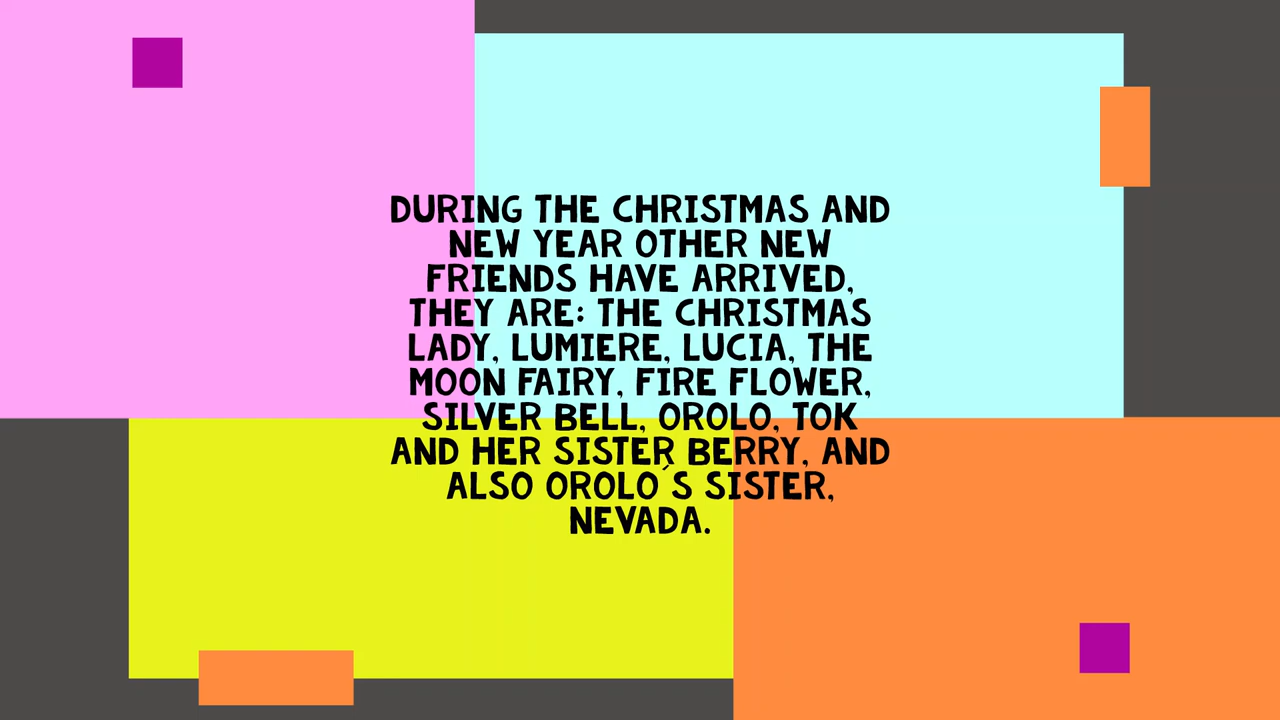 DURING THE CHRISTMAS AND
NEW YEAR OTHER NEW
FRIENDS HAVE ARRIVED,
THEY ARE: THE CHRISTMAS
LADY, LUMIERE, LUCIA, THE
MOON FAIRY, FIRE FLOWER,
SILVER BELL, OROLO, TOK
AND HER SISTER BERRY, AND
ALSO OROLO´S SISTER,
NEVADA.